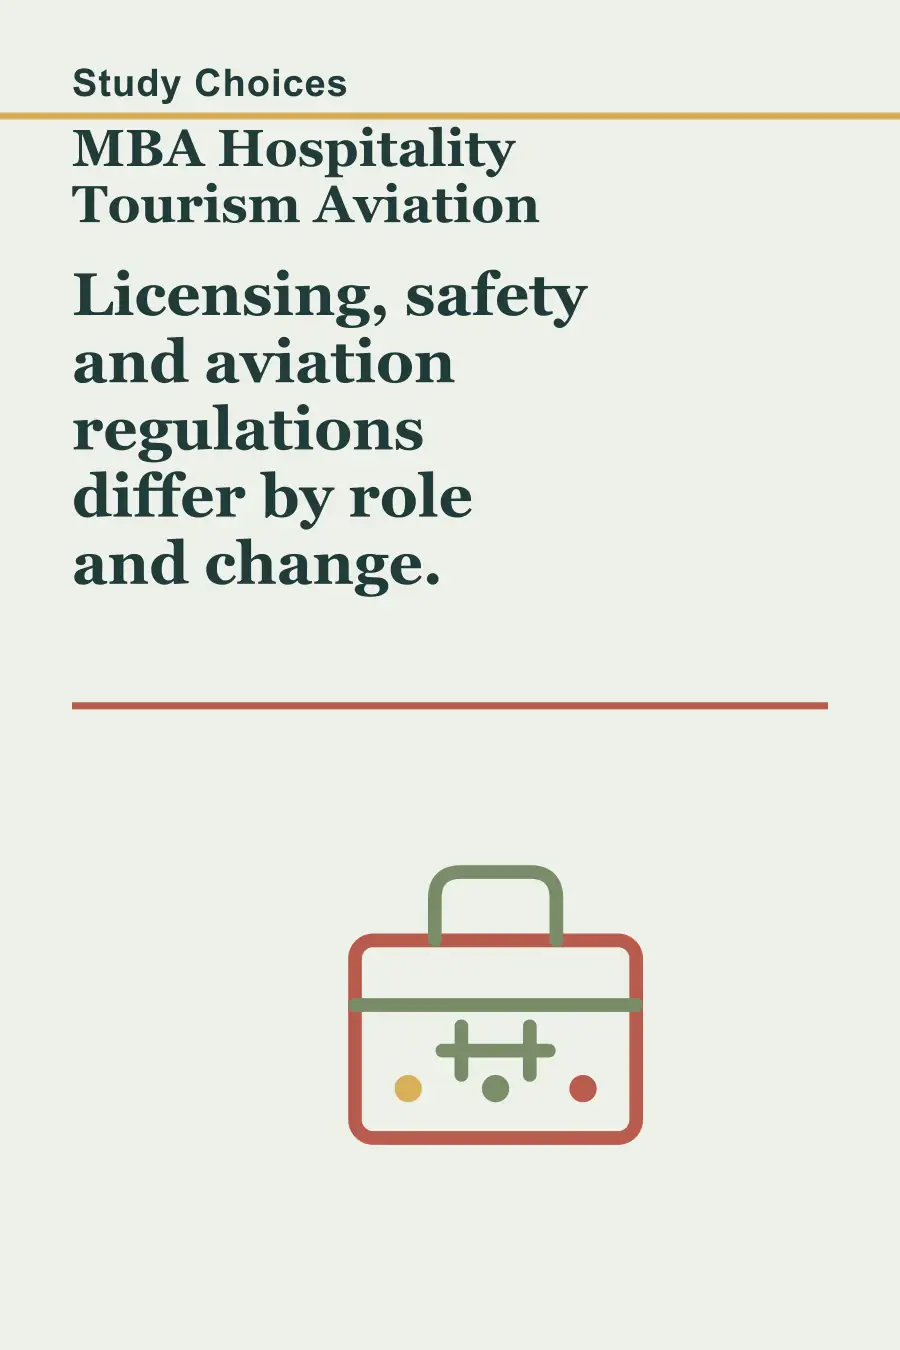 Study Choices
MBA Hospitality
Tourism Aviation
Licensing, safety
and aviation
regulations
differ by role
and change.